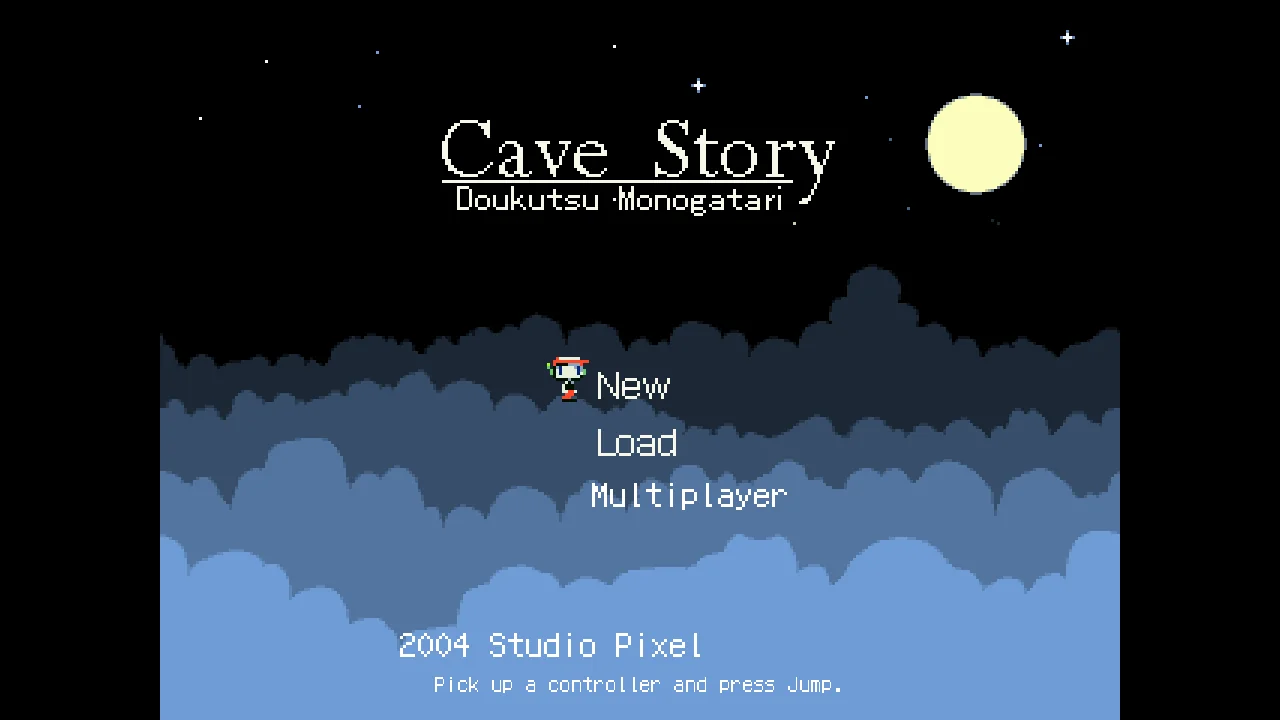 Cave Story
Doukutsu Monogatari
New
Load
Multiplayer
2004 Studio Pixel
Pick up a controller and press Jump.